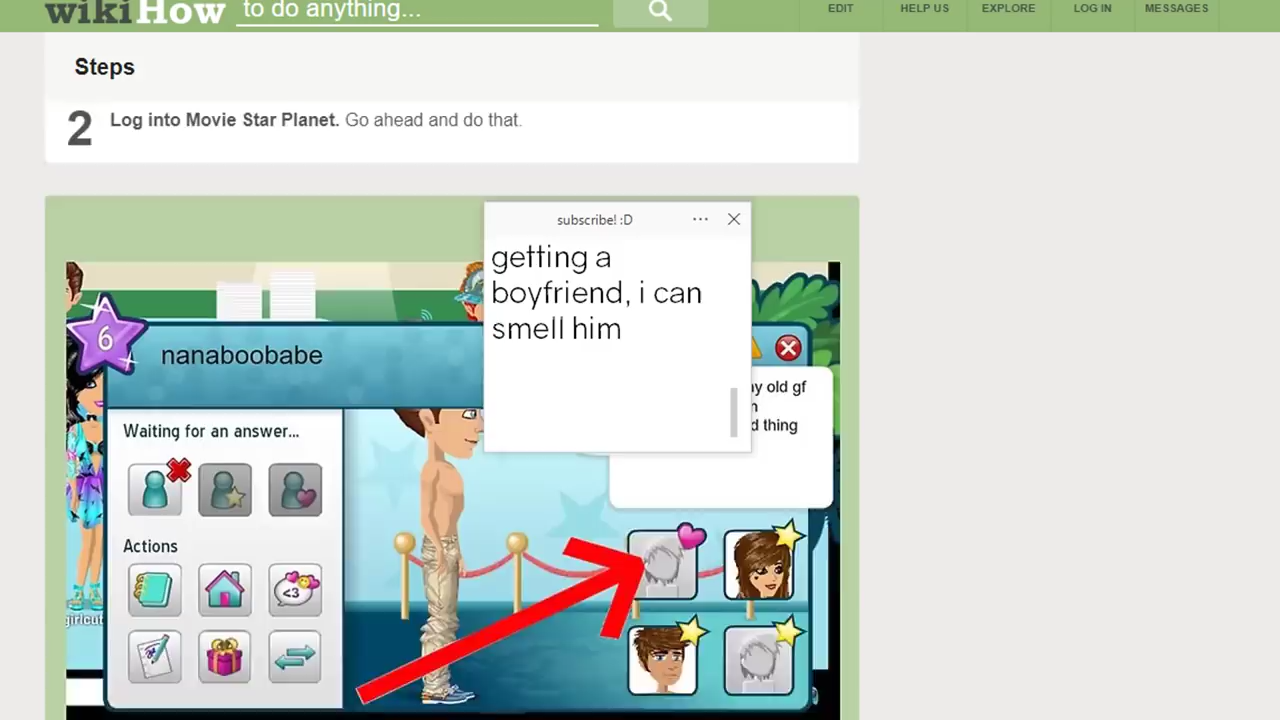 wikiHow to do anything...
EDIT HELP US EXPLORE LOG IN MESSAGES
Steps
2 Log into Movie Star Planet. Go ahead and do that.
subscribe! :D
getting a
boyfriend, i can
smell him
6
nanaboobabe
old gf
thing
Waiting for an answer...
Actions
<3